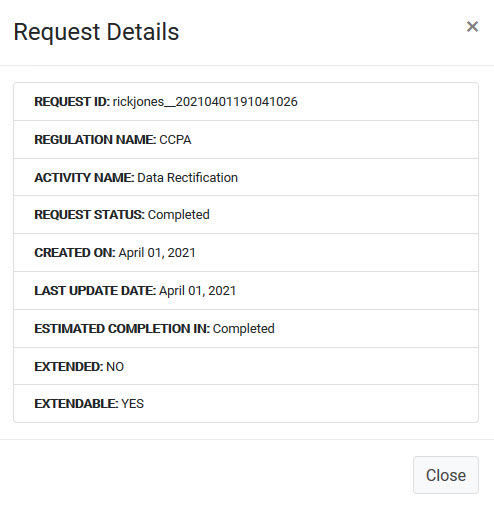 Request Details
×
REQUEST ID: rickjones__20210401191041026
REGULATION NAME: CCPA
ACTIVITY NAME: Data Rectification
REQUEST STATUS: Completed
CREATED ON: April 01, 2021
LAST UPDATE DATE: April 01, 2021
ESTIMATED COMPLETION IN: Completed
EXTENDED: NO
EXTENDABLE: YES
Close